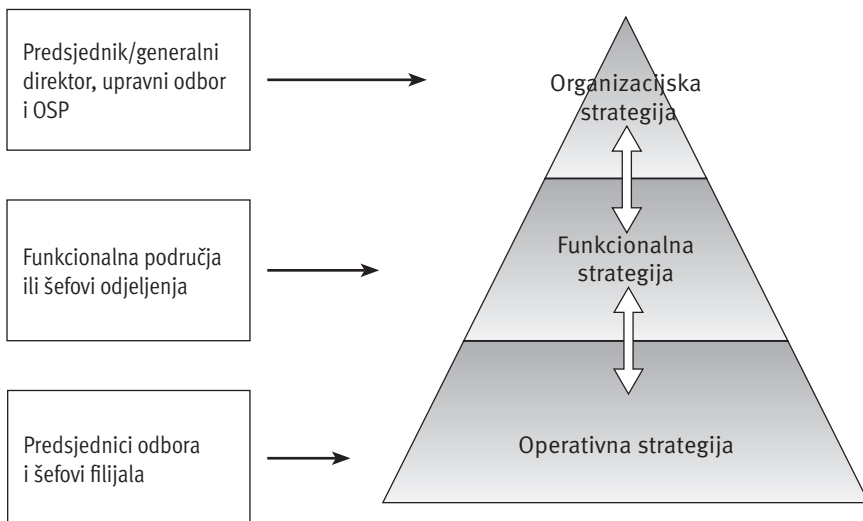 Predsjednik/generalni
direktor, upravni odbor
i OSP
Organizacijska
strategija
Funkcionalna područja
ili šefovi odjeljenja
Funkcionalna
strategija
Predsjednici odbora
i šefovi filijala
Operativna strategija